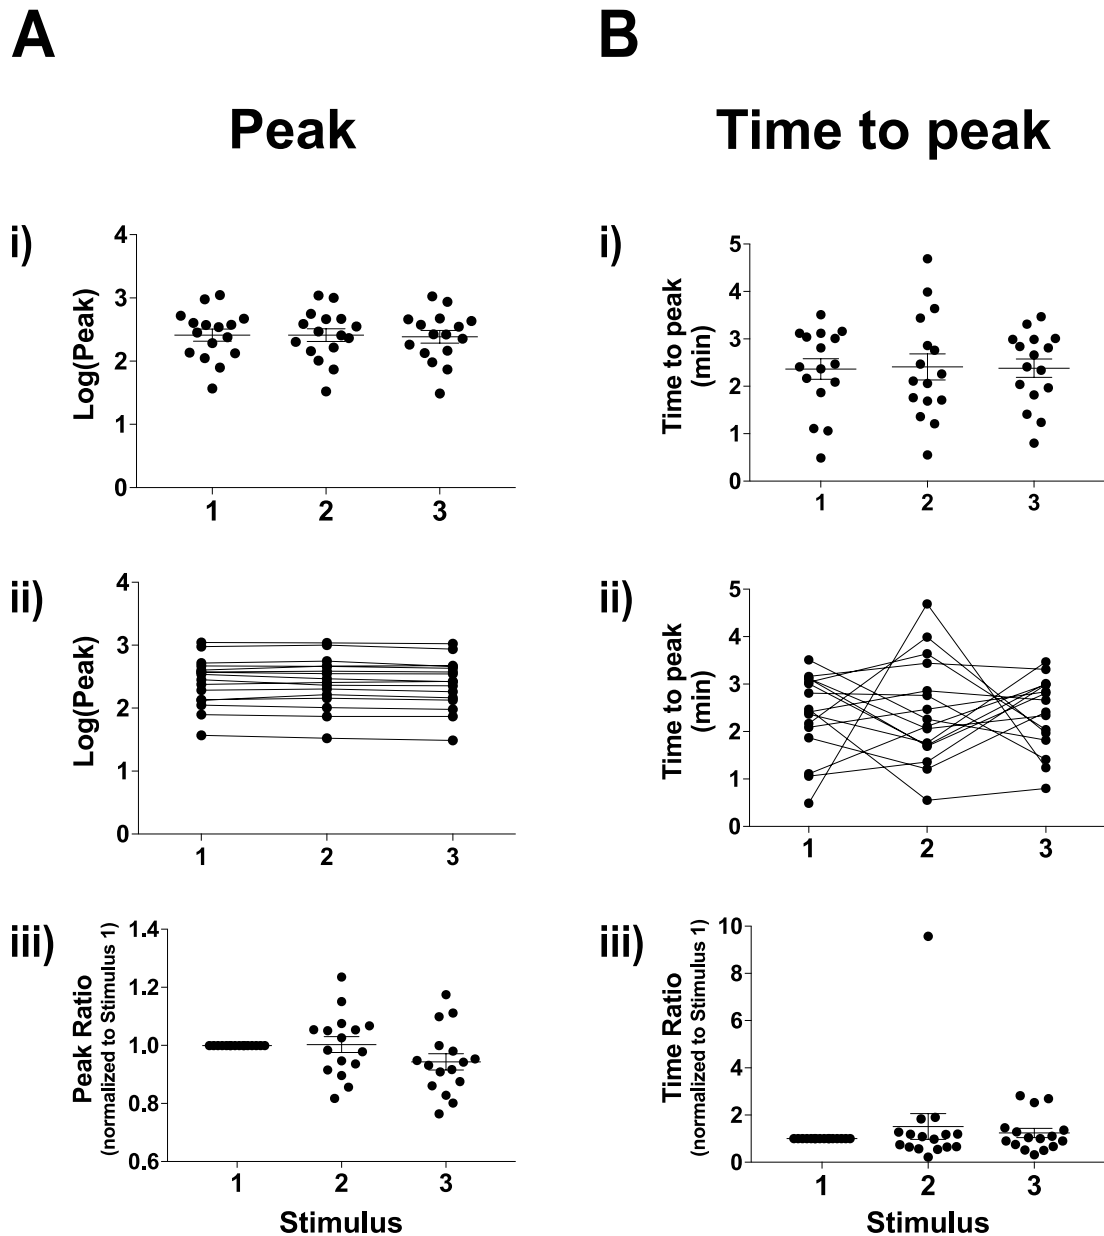 A
B
Peak
Time to peak
i)
4
3
2
1
0
Log(Peak)
1 2 3
i)
5
4
3
2
1
0
Time to peak
(min)
1 2 3
ii)
4
3
2
1
0
Log(Peak)
1 2 3
ii)
5
4
3
2
1
0
Time to peak
(min)
1 2 3
iii)
1.4
1.2
1.0
0.8
0.6
Peak Ratio
(normalized to Stimulus 1)
1 2 3
Stimulus
iii)
10
8
6
4
2
0
Time Ratio
(normalized to Stimulus 1)
1 2 3
Stimulus